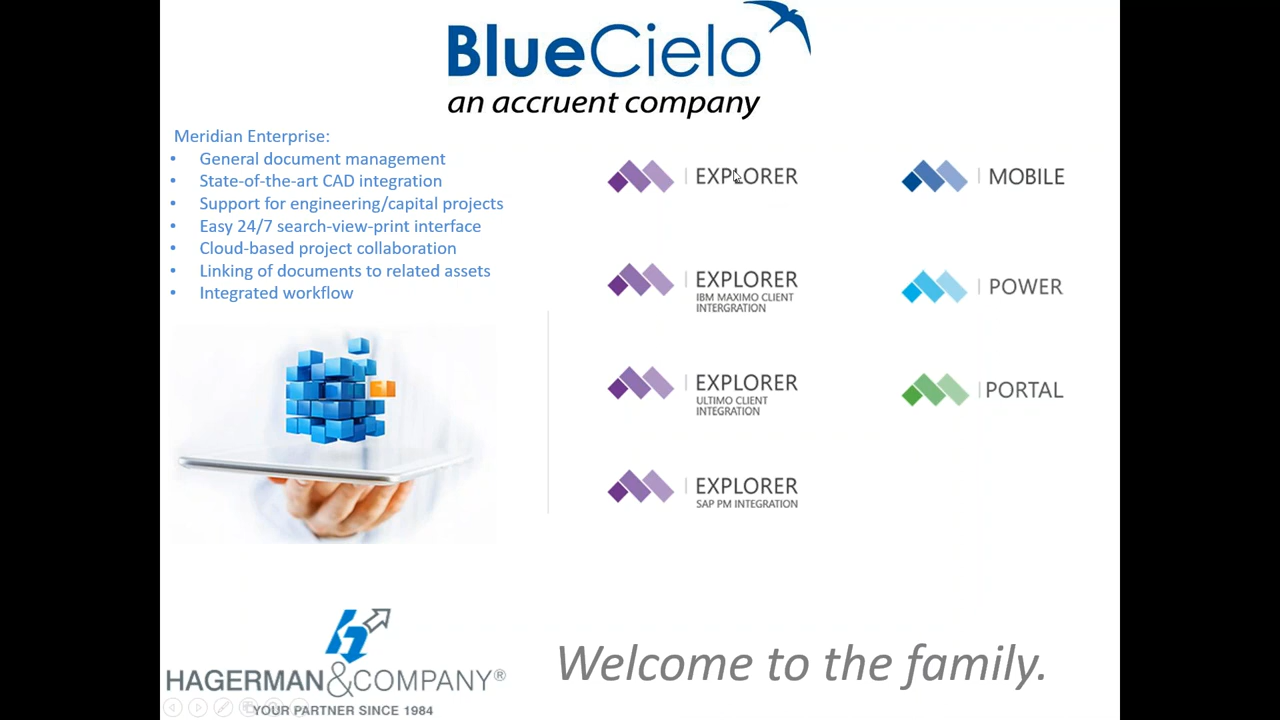 BlueCielo
an accruent company
Meridian Enterprise:
• General document management
• State-of-the-art CAD integration
• Support for engineering/capital projects
• Easy 24/7 search-view-print interface
• Cloud-based project collaboration
• Linking of documents to related assets
• Integrated workflow
EXPLORER
EXPLORER
IBM MAXIMO CLIENT
INTERGRATION
EXPLORER
ULTIMO CLIENT
INTEGRATION
EXPLORER
SAP PM INTEGRATION
MOBILE
POWER
PORTAL
HAGERMAN&COMPANY®
YOUR PARTNER SINCE 1984
Welcome to the family.